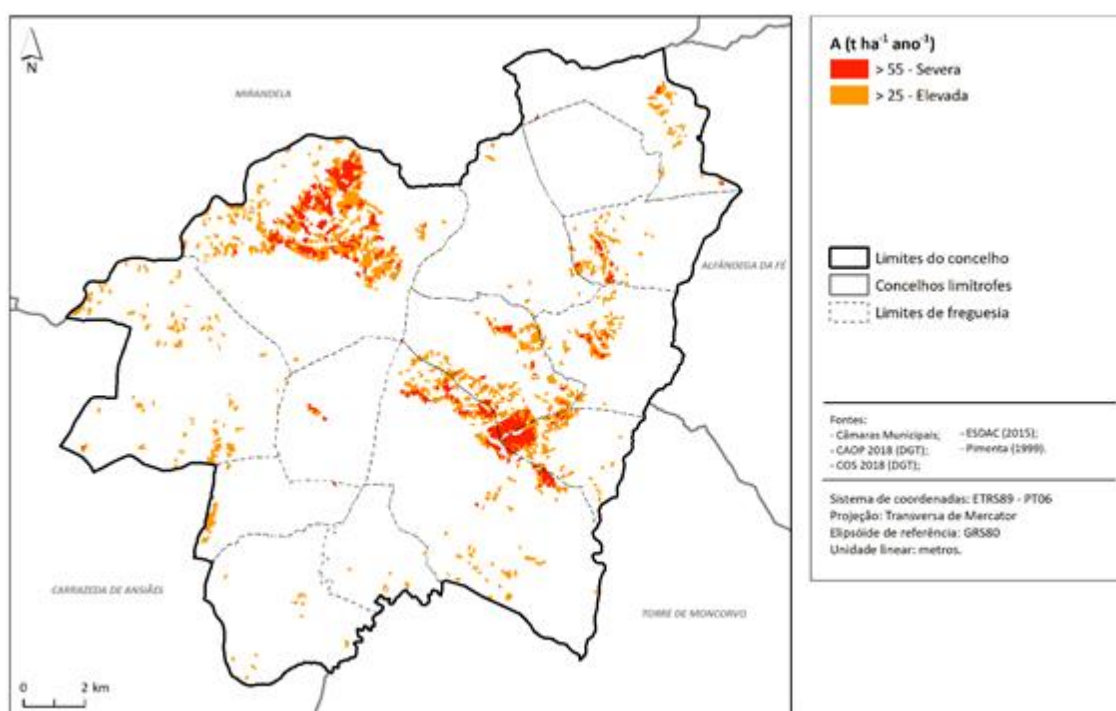 N
MIRANDELA
ALFÂNDEGA DA FÉ
CARRAZEDA DE ANSIÃES
TORRE DE MONCORVO
0 2 km
A (t ha⁻¹ ano⁻¹)
> 55 - Severa
> 25 - Elevada
Limites do concelho
Concelhos limítrofes
Limites de freguesia
Fontes:
- Câmaras Municipais; - ESDAC (2015);
- CAOP 2018 (DGT); - Pimenta (1999).
- COS 2018 (DGT);
Sistema de coordenadas: ETRS89 - PT06
Projeção: Transversa de Mercator
Elipsóide de referência: GRS80
Unidade linear: metros.